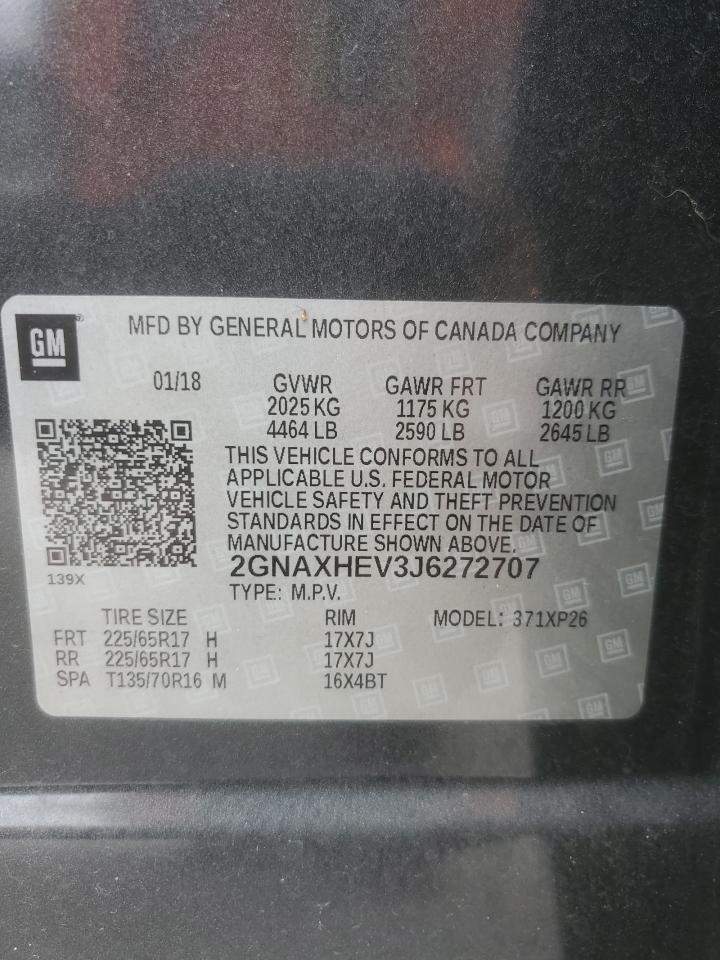 GM
MFD BY GENERAL MOTORS OF CANADA COMPANY
01/18 GVWR GAWR FRT GAWR RR
2025 KG 1175 KG 1200 KG
4464 LB 2590 LB 2645 LB
THIS VEHICLE CONFORMS TO ALL
APPLICABLE U.S. FEDERAL MOTOR
VEHICLE SAFETY AND THEFT PREVENTION
STANDARDS IN EFFECT ON THE DATE OF
MANUFACTURE SHOWN ABOVE.
2GNAXHEV3J6272707
139X
TYPE: M.P.V.
TIRE SIZE RIM MODEL: 371XP26
FRT 225/65R17 H 17X7J
RR 225/65R17 H 17X7J
SPA T135/70R16 M 16X4BT